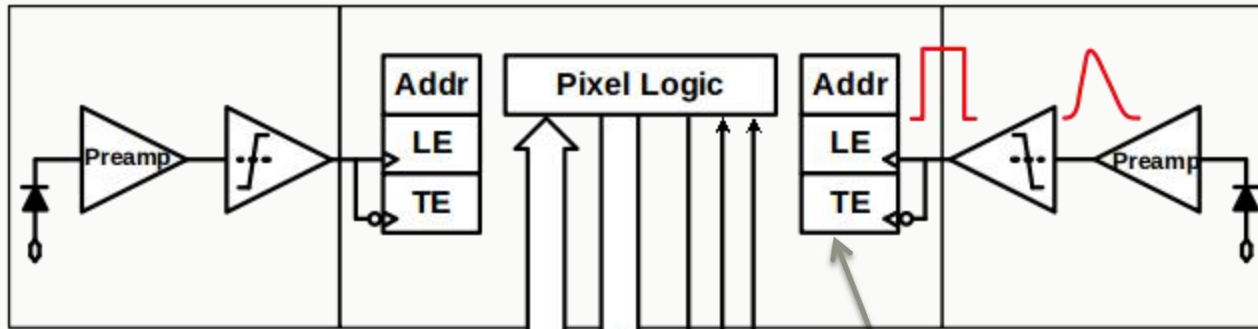 Addr
Pixel Logic
Addr
LE
LE
Preamp
Preamp
TE
TE